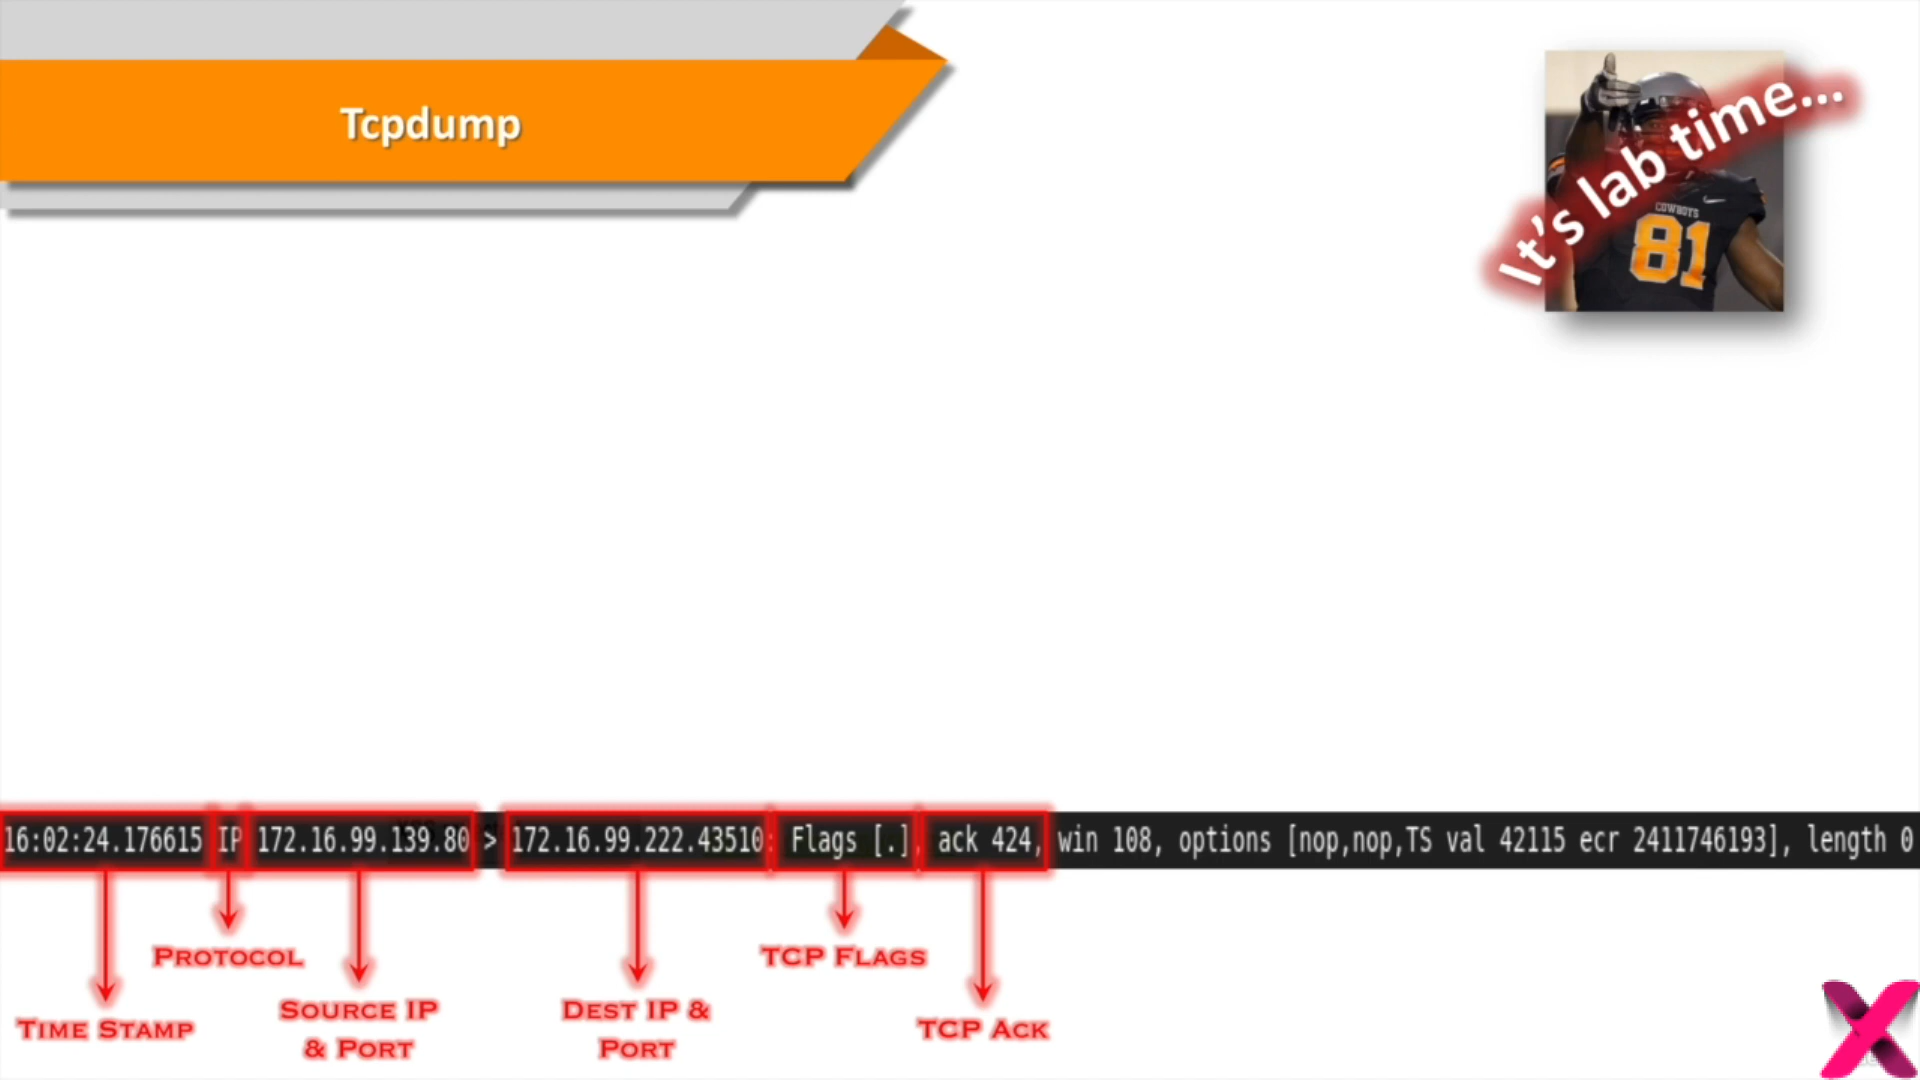 Tcpdump
It's lab time...
COWBOYS
81
16:02:24.176615 IP 172.16.99.139.80 > 172.16.99.222.43510: Flags [.], ack 424, win 108, options [nop,nop,TS val 42115 ecr 2411746193], length 0
PROTOCOL
TCP FLAGS
TIME STAMP
SOURCE IP
& PORT
DEST IP &
PORT
TCP ACK